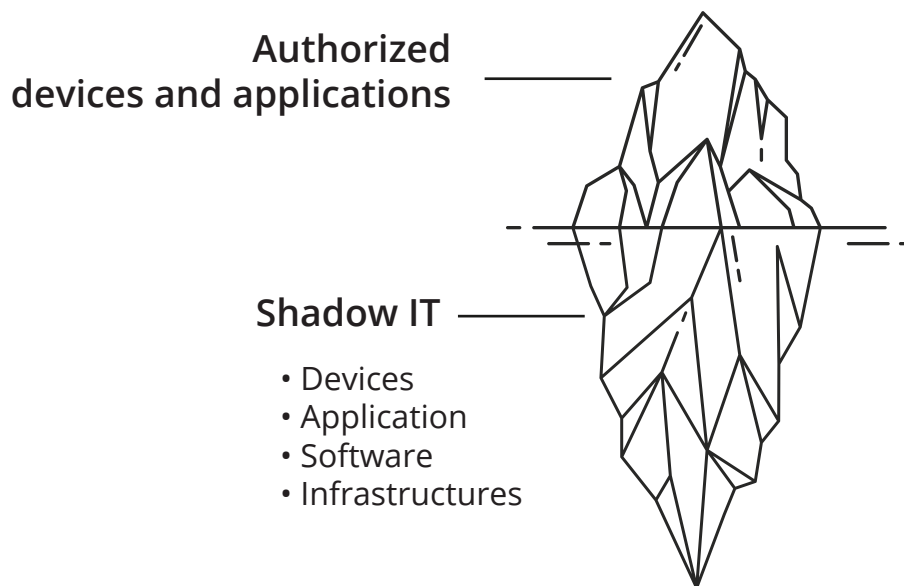 Authorized
devices and applications
Shadow IT
• Devices
• Application
• Software
• Infrastructures